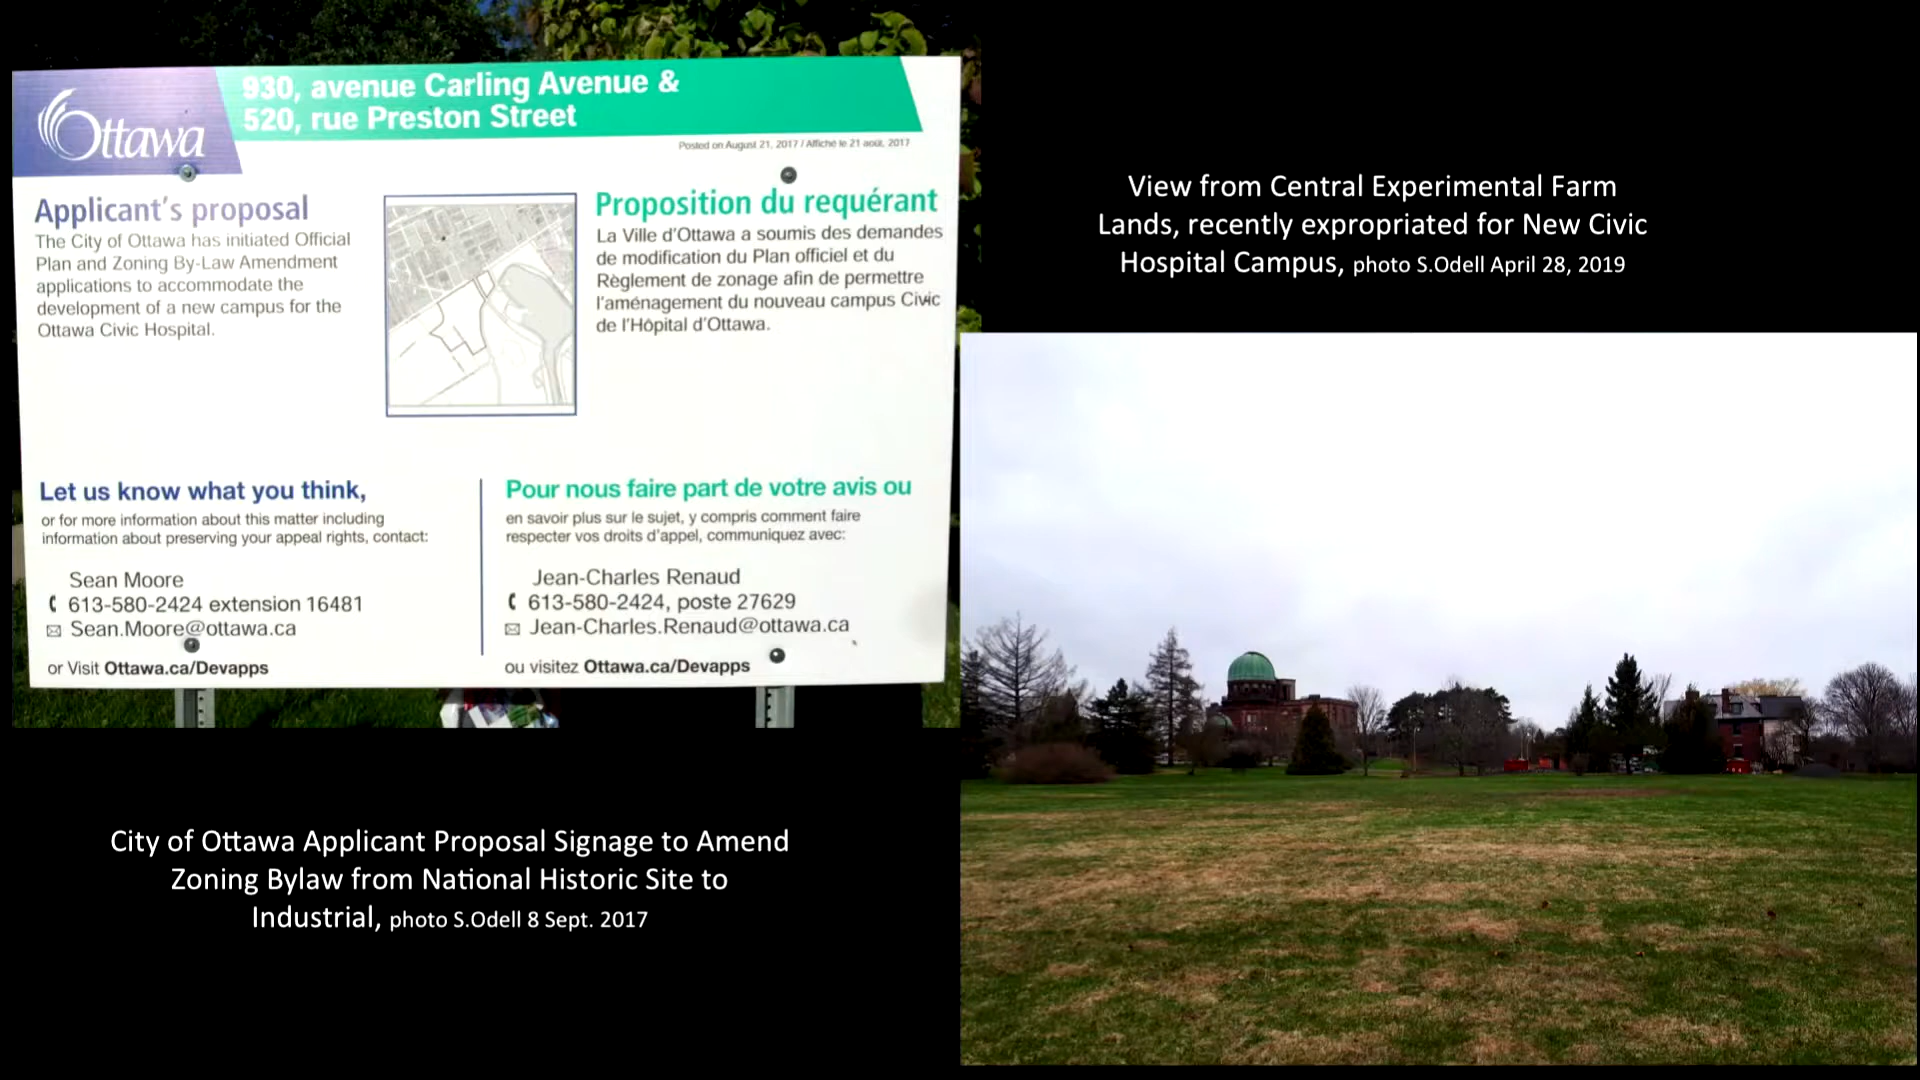 Ottawa
930, avenue Carling Avenue &
520, rue Preston Street
Posted on August 21, 2017 / Affiché le 21 août, 2017
Applicant's proposal
The City of Ottawa has initiated Official
Plan and Zoning By-Law Amendment
applications to accommodate the
development of a new campus for the
Ottawa Civic Hospital.
Proposition du requérant
La Ville d'Ottawa a soumis des demandes
de modification du Plan officiel et du
Règlement de zonage afin de permettre
l'aménagement du nouveau campus Civic
de l'Hôpital d'Ottawa.
Let us know what you think,
or for more information about this matter including
information about preserving your appeal rights, contact:
Sean Moore
613-580-2424 extension 16481
Sean.Moore@ottawa.ca
or Visit Ottawa.ca/Devapps
Pour nous faire part de votre avis ou
en savoir plus sur le sujet, y compris comment faire
respecter vos droits d'appel, communiquez avec:
Jean-Charles Renaud
613-580-2424, poste 27629
Jean-Charles.Renaud@ottawa.ca
ou visitez Ottawa.ca/Devapps
City of Ottawa Applicant Proposal Signage to Amend
Zoning Bylaw from National Historic Site to
Industrial, photo S.Odell 8 Sept. 2017
View from Central Experimental Farm
Lands, recently expropriated for New Civic
Hospital Campus, photo S.Odell April 28, 2019